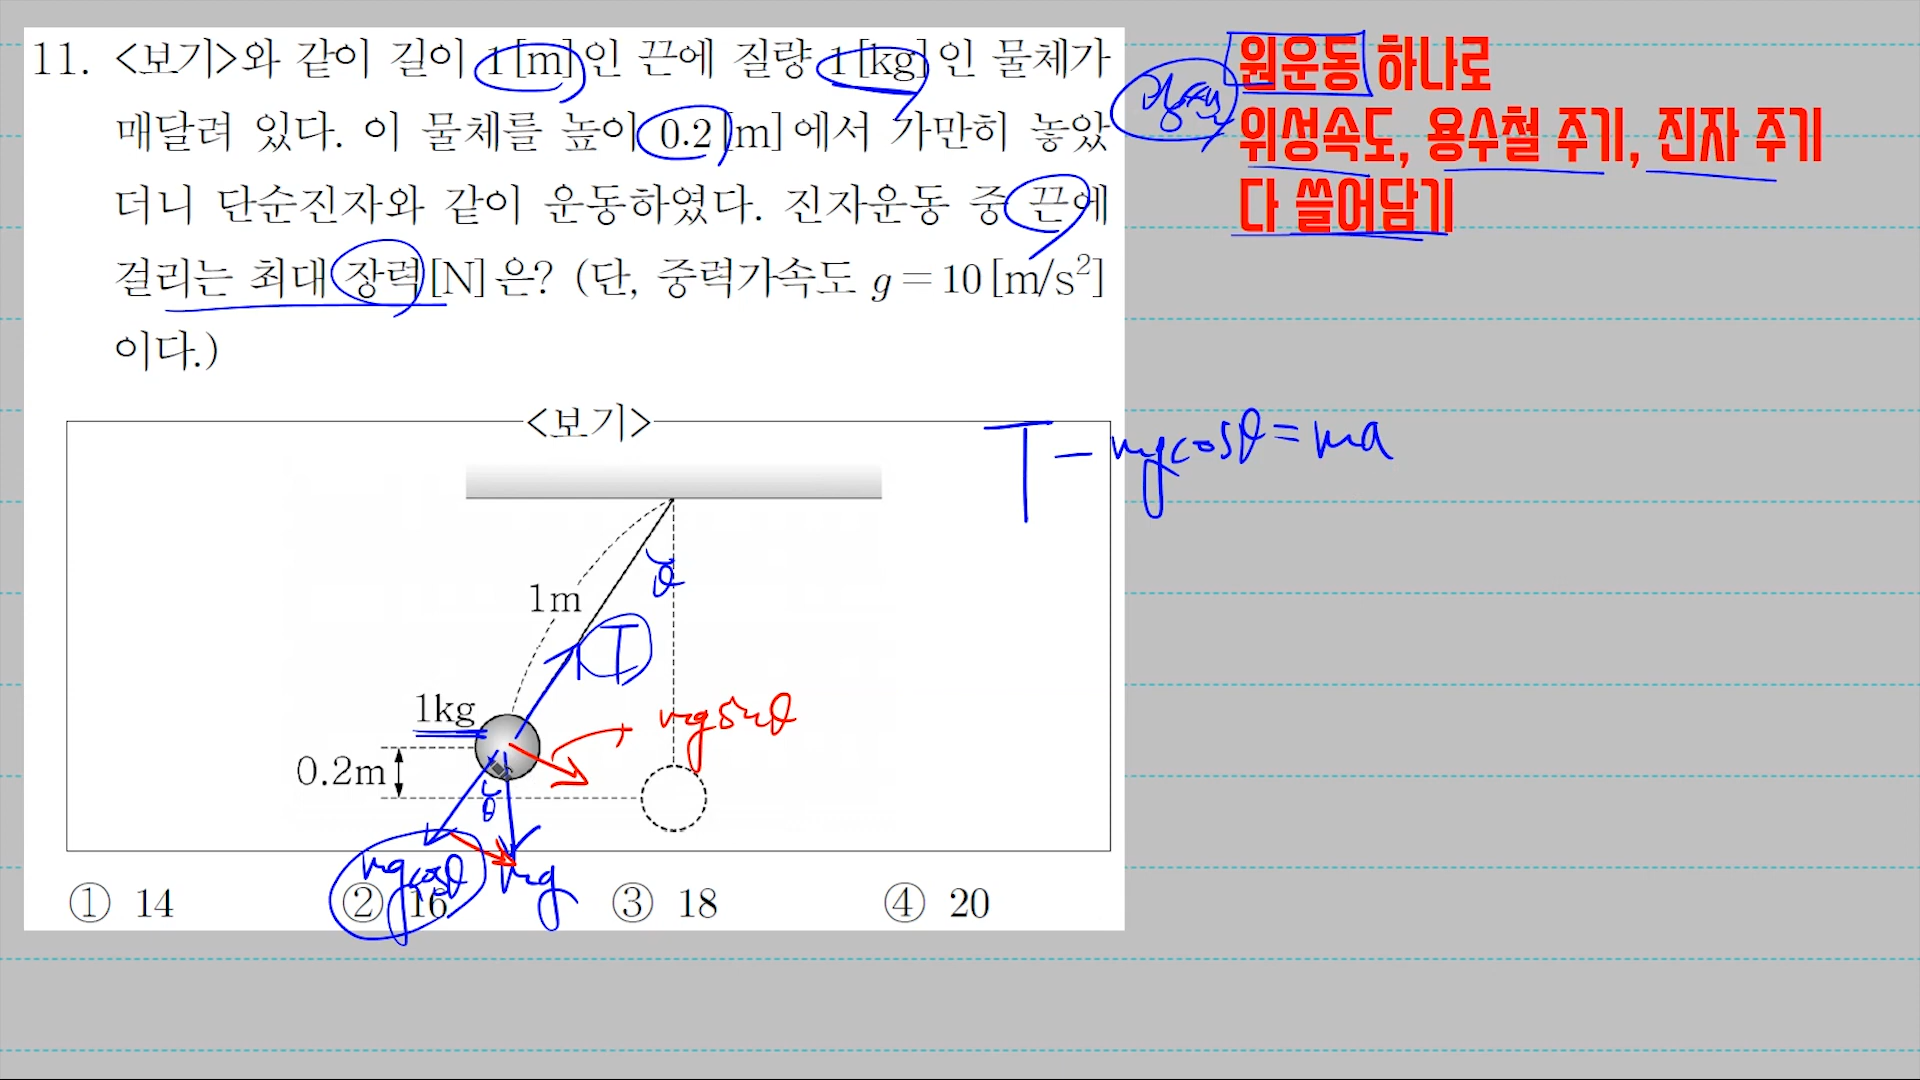 11. <보기>와 같이 길이 1[m]인 끈에 질량 1[kg]인 물체가
매달려 있다. 이 물체를 높이 0.2[m]에서 가만히 놓았
더니 단순진자와 같이 운동하였다. 진자운동 중 끈에
걸리는 최대 장력[N]은? (단, 중력가속도 g=10[m/s²]
이다.)
원운동 하나로
위성속도, 용수철 주기, 진자 주기
다 쓸어담기
<보기>
T - mgcosθ = ma
θ
1m
T
1kg
mgsinθ
0.2m
θ
mgcosθ
mg
① 14 ② 16 ③ 18 ④ 20